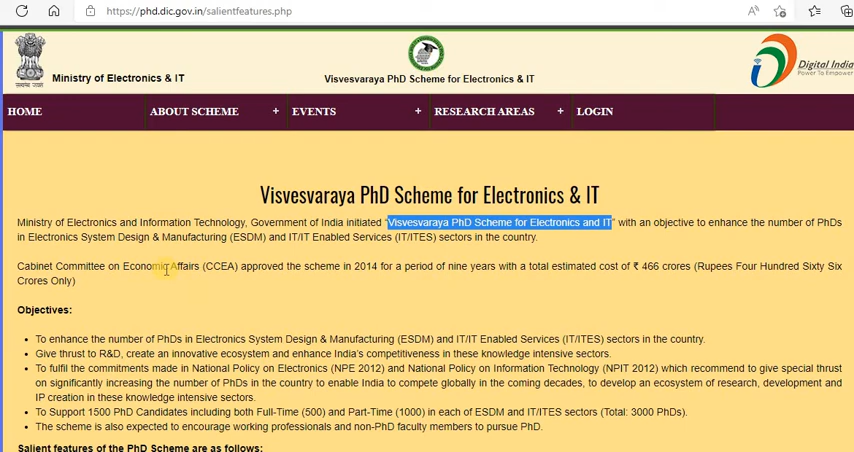 https://phd.dic.gov.in/salientfeatures.php
Ministry of Electronics & IT
Visvesvaraya PhD Scheme for Electronics & IT
Digital India
Power To Empower
HOME
ABOUT SCHEME +
EVENTS +
RESEARCH AREAS +
LOGIN
Visvesvaraya PhD Scheme for Electronics & IT
Ministry of Electronics and Information Technology, Government of India initiated "Visvesvaraya PhD Scheme for Electronics and IT" with an objective to enhance the number of PhDs
in Electronics System Design & Manufacturing (ESDM) and IT/IT Enabled Services (IT/ITES) sectors in the country.
Cabinet Committee on Economic Affairs (CCEA) approved the scheme in 2014 for a period of nine years with a total estimated cost of ₹ 466 crores (Rupees Four Hundred Sixty Six
Crores Only)
Objectives:
• To enhance the number of PhDs in Electronics System Design & Manufacturing (ESDM) and IT/IT Enabled Services (IT/ITES) sectors in the country.
• Give thrust to R&D, create an innovative ecosystem and enhance India's competitiveness in these knowledge intensive sectors.
• To fulfil the commitments made in National Policy on Electronics (NPE 2012) and National Policy on Information Technology (NPIT 2012) which recommend to give special thrust
on significantly increasing the number of PhDs in the country to enable India to compete globally in the coming decades, to develop an ecosystem of research, development and
IP creation in these knowledge intensive sectors.
• To Support 1500 PhD Candidates including both Full-Time (500) and Part-Time (1000) in each of ESDM and IT/ITES sectors (Total: 3000 PhDs).
• The scheme is also expected to encourage working professionals and non-PhD faculty members to pursue PhD.
Salient features of the PhD Scheme are as follows: